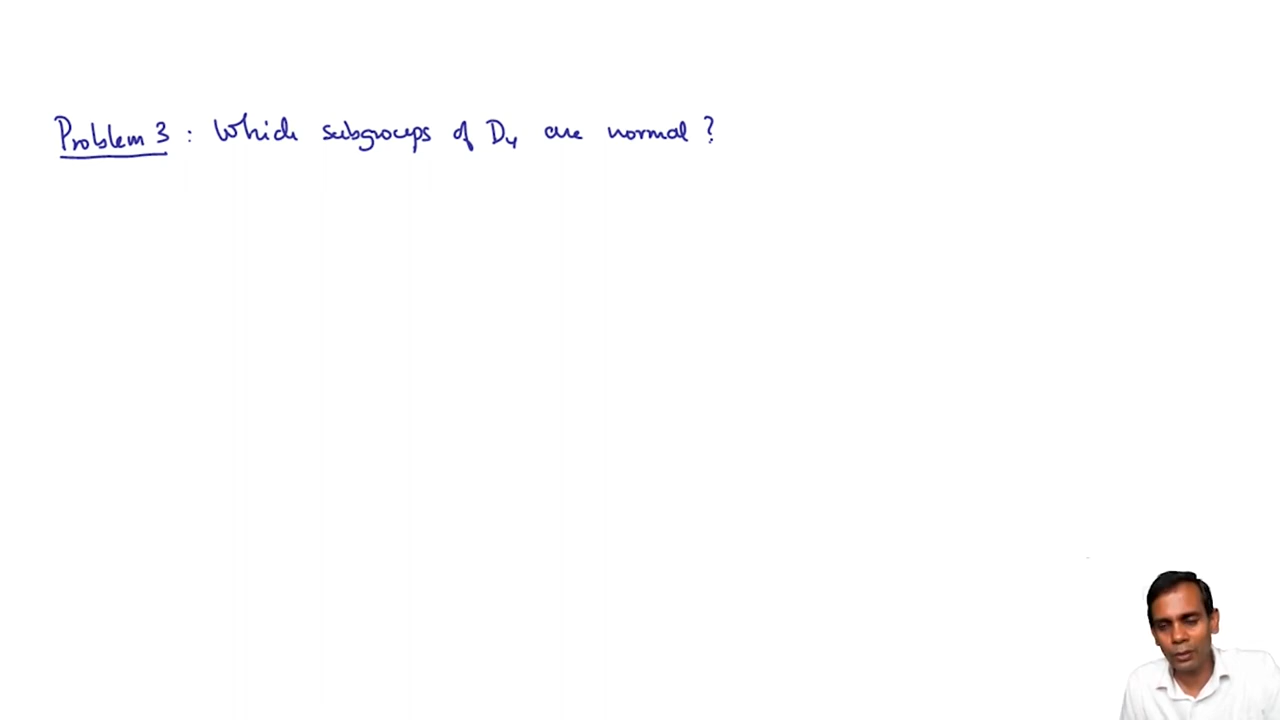 Problem 3 : Which subgroups of D₄ are normal ?